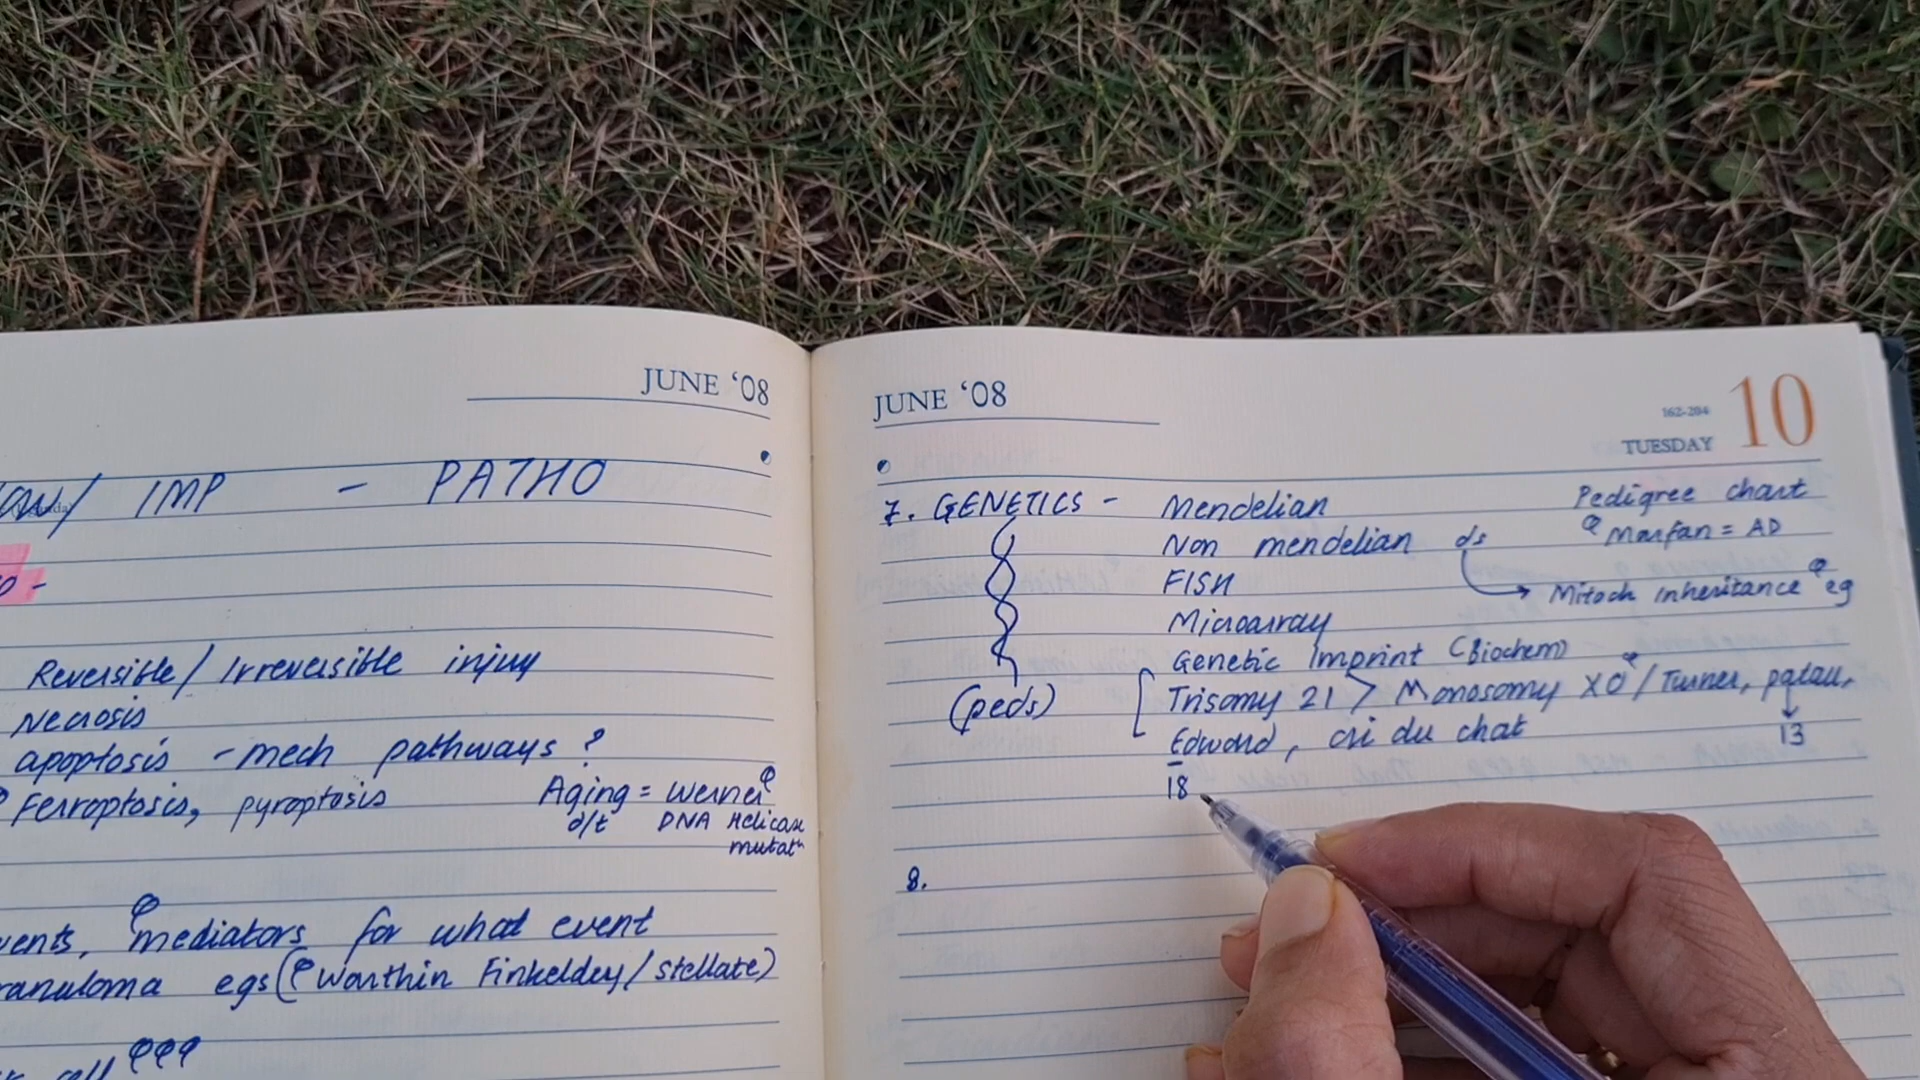 JUNE '08
IMP - PATHO
Reversible/ Irreversible injury
Necrosis
apoptosis - mech pathways ?
Ferroptosis, pyroptosis
Aging = Werner
d/t DNA Helicase
mutatn
mediators for what event
egs ( Warthin Finkeldey/ stellate)
cell
JUNE '08
162-204
TUESDAY
10
7. GENETICS - Mendelian
Pedigree chart
Non mendelian ds
Marfan = AD
FISH
Mitoch inheritance eg
Microarray
Genetic Imprint (Biochem)
(peds)
Trisomy 21 > Monosomy XO / Turner, patau,
Edward, cri du chat
13
18
8.